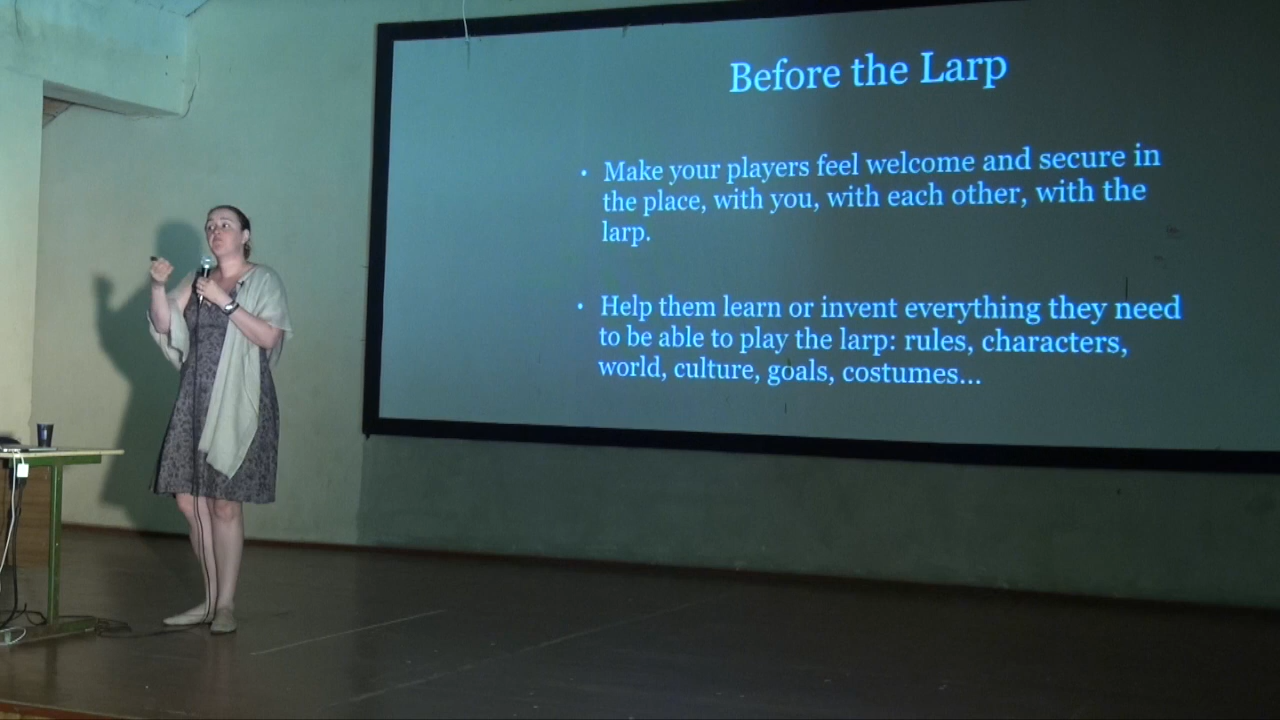 Before the Larp
• Make your players feel welcome and secure in
the place, with you, with each other, with the
larp.
• Help them learn or invent everything they need
to be able to play the larp: rules, characters,
world, culture, goals, costumes...